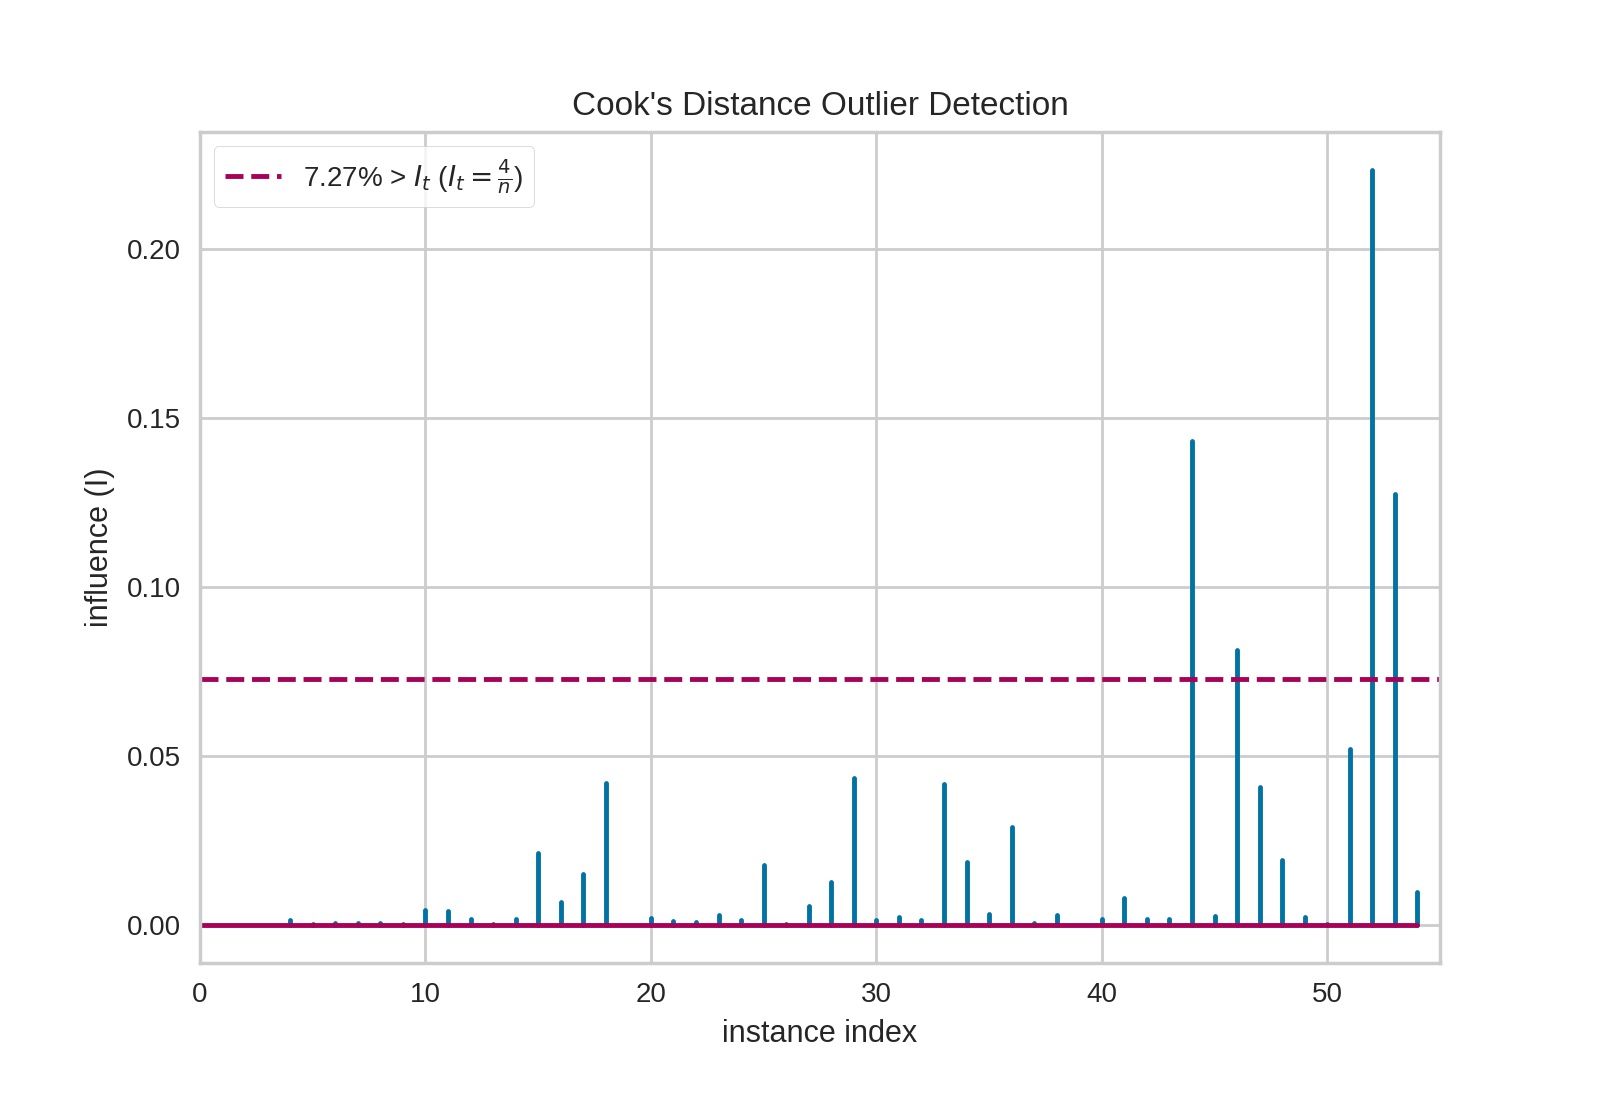 Cook's Distance Outlier Detection
7.27% > I_t (I_t = 4/n)
0.20
0.15
0.10
0.05
0.00
influence (I)
0 10 20 30 40 50
instance index